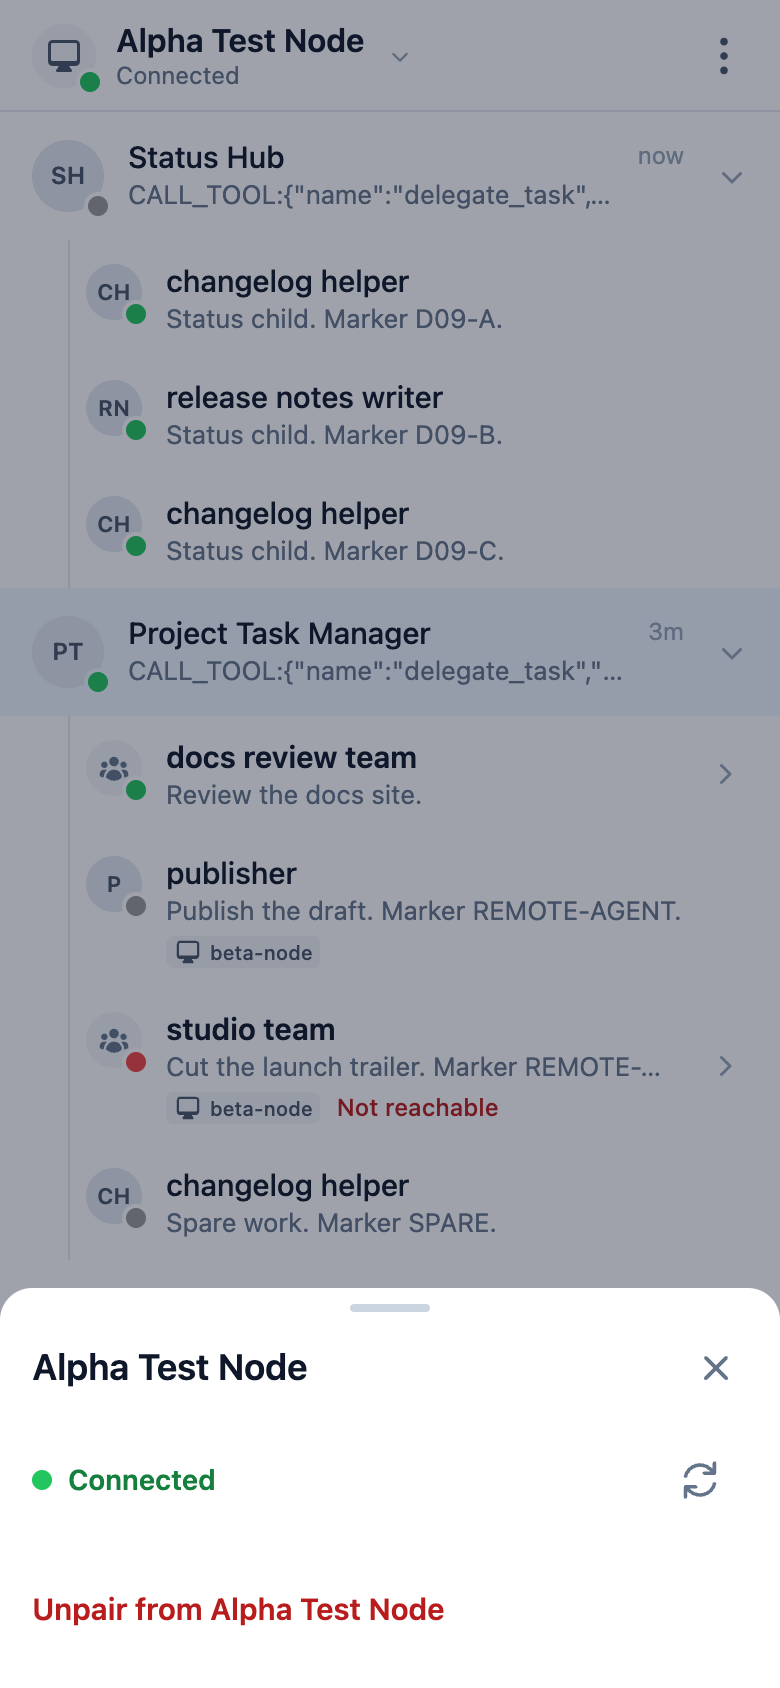 Alpha Test Node
Connected
SH
Status Hub
now
CALL_TOOL:{"name":"delegate_task",...
CH
changelog helper
Status child. Marker D09-A.
RN
release notes writer
Status child. Marker D09-B.
CH
changelog helper
Status child. Marker D09-C.
PT
Project Task Manager
3m
CALL_TOOL:{"name":"delegate_task","...
docs review team
Review the docs site.
P
publisher
Publish the draft. Marker REMOTE-AGENT.
beta-node
studio team
Cut the launch trailer. Marker REMOTE-...
beta-node Not reachable
CH
changelog helper
Spare work. Marker SPARE.
Alpha Test Node
Connected
Unpair from Alpha Test Node